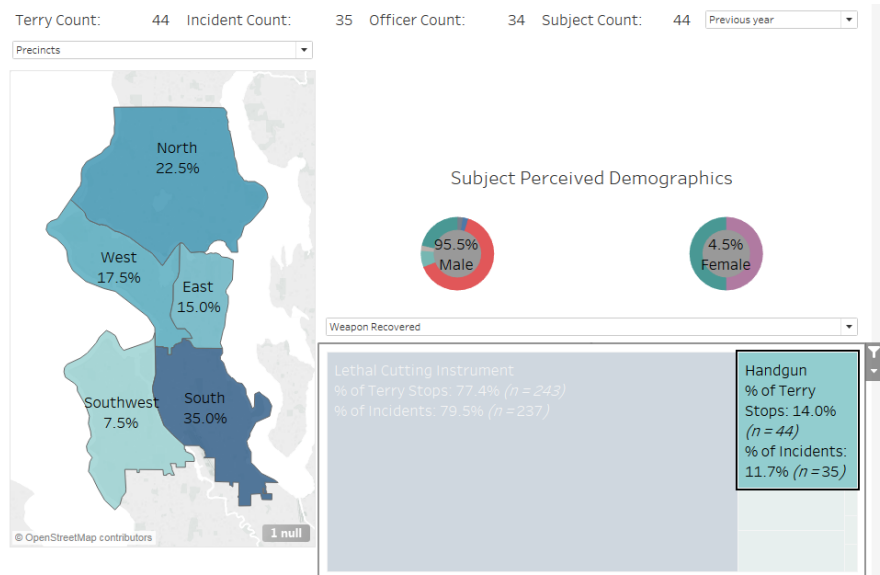 Terry Count: 44 Incident Count: 35 Officer Count: 34 Subject Count: 44 Previous year
Precincts
North
22.5%
West
17.5%
East
15.0%
Southwest
7.5%
South
35.0%
© OpenStreetMap contributors
1 null
Subject Perceived Demographics
95.5%
Male
4.5%
Female
Weapon Recovered
Lethal Cutting Instrument
% of Terry Stops: 77.4% (n = 243)
% of Incidents: 79.5% (n = 237)
Handgun
% of Terry
Stops: 14.0%
(n = 44)
% of Incidents:
11.7% (n = 35)